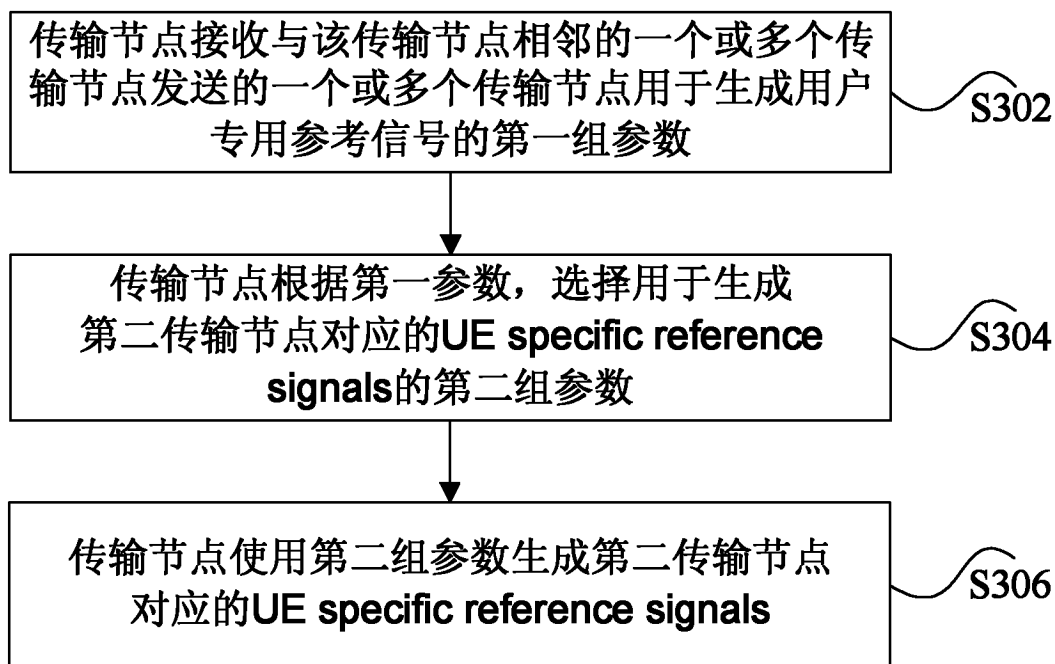 传输节点接收与该传输节点相邻的一个或多个传
输节点发送的一个或多个传输节点用于生成用户
专用参考信号的第一组参数
S302
传输节点根据第一参数，选择用于生成
第二传输节点对应的UE specific reference
signals的第二组参数
S304
传输节点使用第二组参数生成第二传输节点
对应的UE specific reference signals
S306